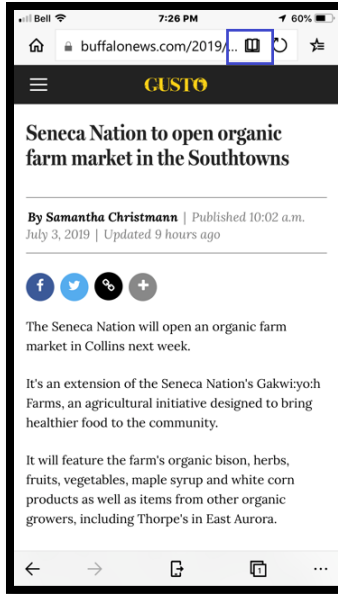 Bell 7:26 PM 60%
buffalonews.com/2019/...
GUSTO
Seneca Nation to open organic
farm market in the Southtowns
By Samantha Christmann | Published 10:02 a.m.
July 3, 2019 | Updated 9 hours ago
The Seneca Nation will open an organic farm
market in Collins next week.
It's an extension of the Seneca Nation's Gakwi:yo:h
Farms, an agricultural initiative designed to bring
healthier food to the community.
It will feature the farm's organic bison, herbs,
fruits, vegetables, maple syrup and white corn
products as well as items from other organic
growers, including Thorpe's in East Aurora.
1